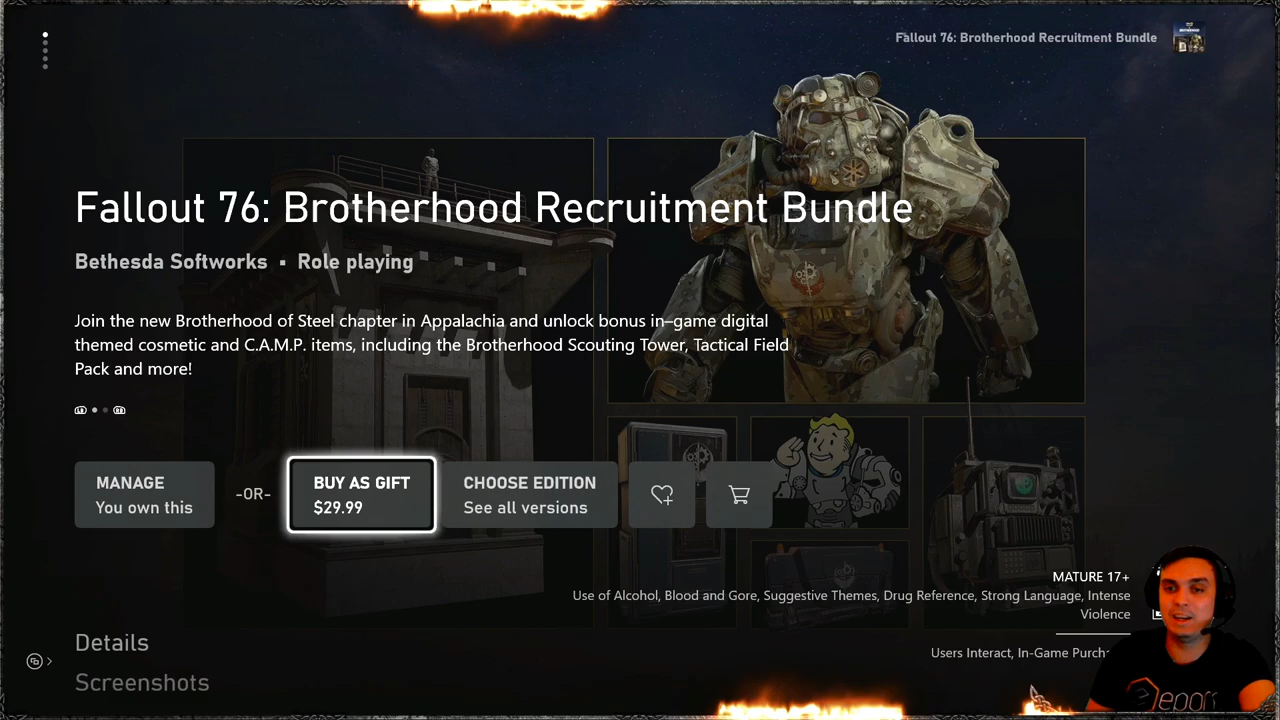 Fallout 76: Brotherhood Recruitment Bundle
Fallout 76: Brotherhood Recruitment Bundle
Bethesda Softworks ▪ Role playing
Join the new Brotherhood of Steel chapter in Appalachia and unlock bonus in–game digital
themed cosmetic and C.A.M.P. items, including the Brotherhood Scouting Tower, Tactical Field
Pack and more!
MANAGE
You own this
-OR-
BUY AS GIFT
$29.99
CHOOSE EDITION
See all versions
MATURE 17+
Use of Alcohol, Blood and Gore, Suggestive Themes, Drug Reference, Strong Language, Intense
Violence
Users Interact, In-Game
Details
Screenshots